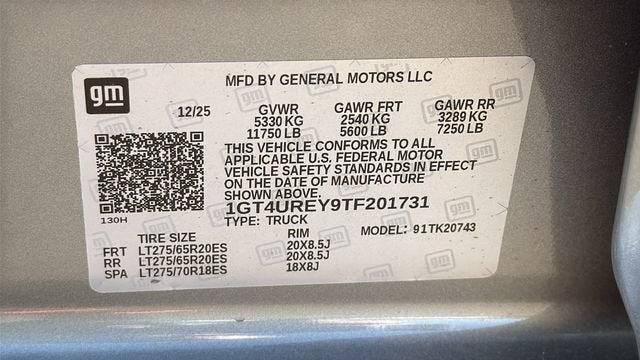 gm
MFD BY GENERAL MOTORS LLC
12/25 GVWR GAWR FRT GAWR RR
5330 KG 2540 KG 3289 KG
11750 LB 5600 LB 7250 LB
THIS VEHICLE CONFORMS TO ALL
APPLICABLE U.S. FEDERAL MOTOR
VEHICLE SAFETY STANDARDS IN EFFECT
ON THE DATE OF MANUFACTURE
SHOWN ABOVE.
130H
1GT4UREY9TF201731
TYPE: TRUCK
MODEL: 91TK20743
TIRE SIZE RIM
FRT LT275/65R20ES 20X8.5J
RR LT275/65R20ES 20X8.5J
SPA LT275/70R18ES 18X8J